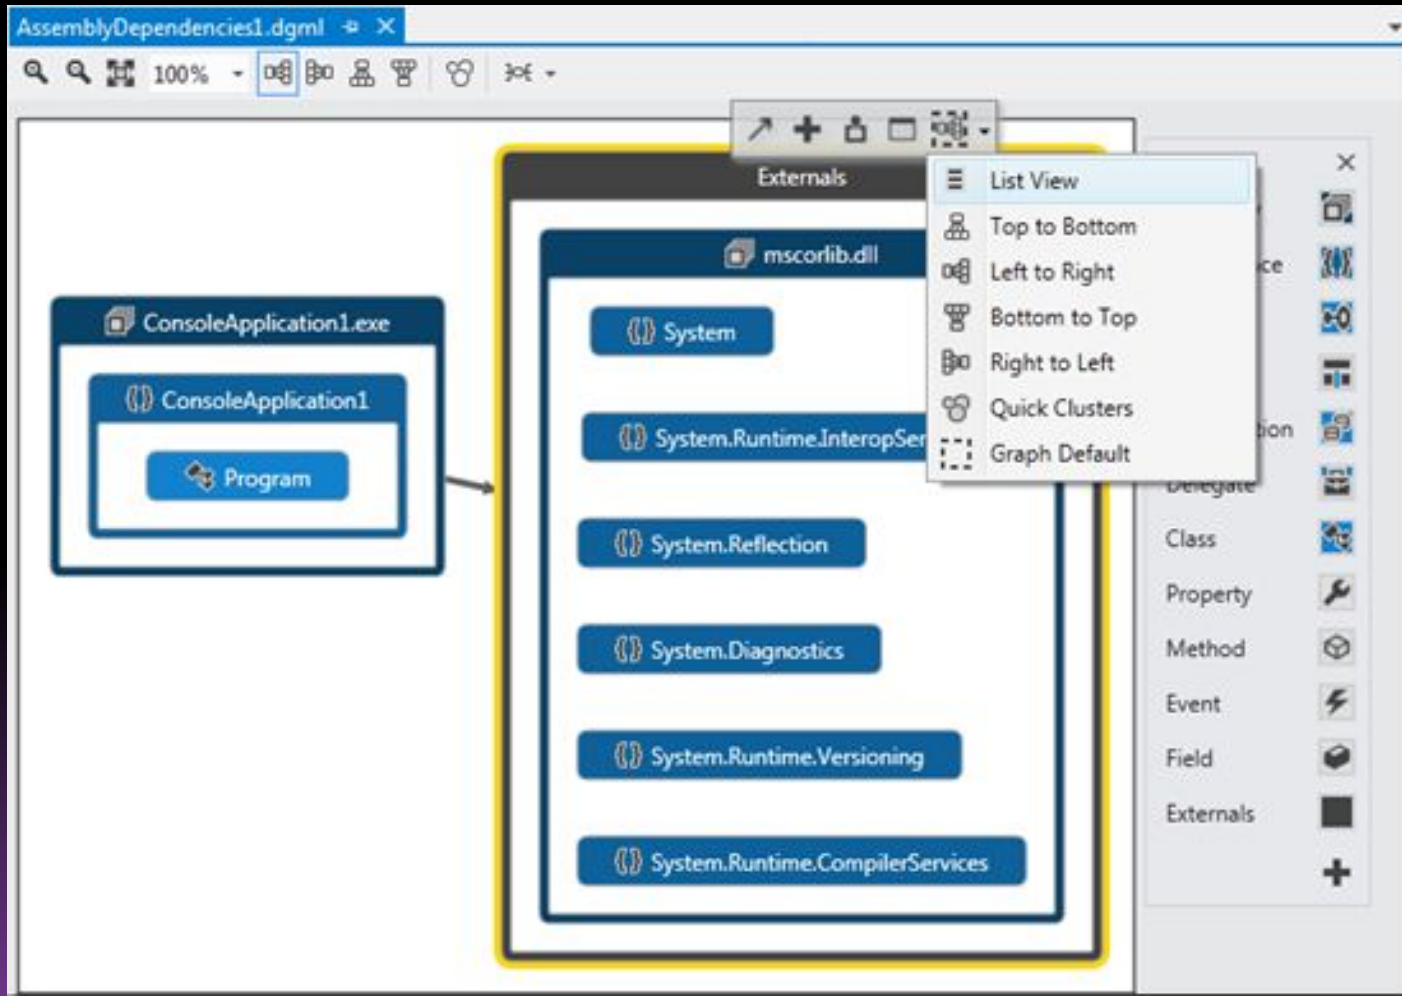 AssemblyDependencies1.dgml
100%
Externals
mscorlib.dll
System
System.Reflection
System.Diagnostics
System.Runtime.Versioning
System.Runtime.CompilerServices
ConsoleApplication1.exe
ConsoleApplication1
Program
List View
Top to Bottom
Left to Right
Bottom to Top
Right to Left
Quick Clusters
Graph Default
Delegate
Class
Property
Method
Event
Field
Externals